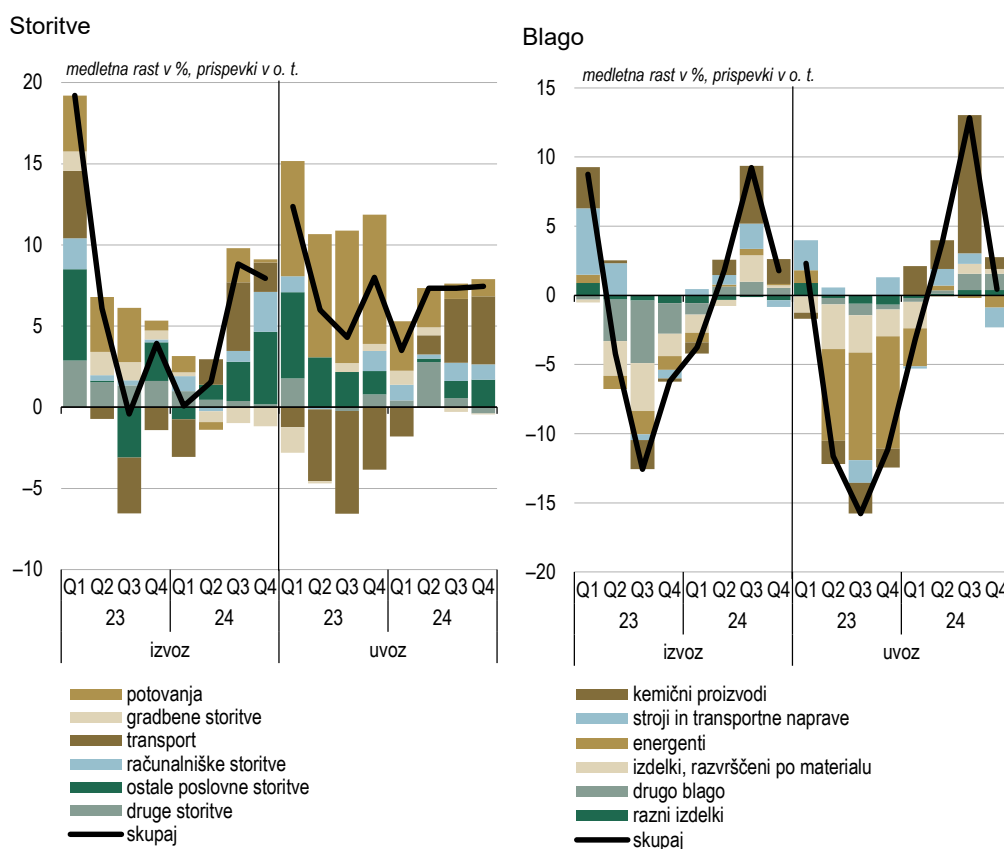 Storitve
medletna rast v %, prispevki v o. t.
20
15
10
5
0
–5
–10
Q1 Q2 Q3 Q4 Q1 Q2 Q3 Q4 Q1 Q2 Q3 Q4 Q1 Q2 Q3 Q4
23 24 23 24
izvoz uvoz
potovanja
gradbene storitve
transport
računalniške storitve
ostale poslovne storitve
druge storitve
skupaj
Blago
medletna rast v %, prispevki v o. t.
15
10
5
0
–5
–10
–15
–20
Q1 Q2 Q3 Q4 Q1 Q2 Q3 Q4 Q1 Q2 Q3 Q4 Q1 Q2 Q3 Q4
23 24 23 24
izvoz uvoz
kemični proizvodi
stroji in transportne naprave
energenti
izdelki, razvrščeni po materialu
drugo blago
razni izdelki
skupaj